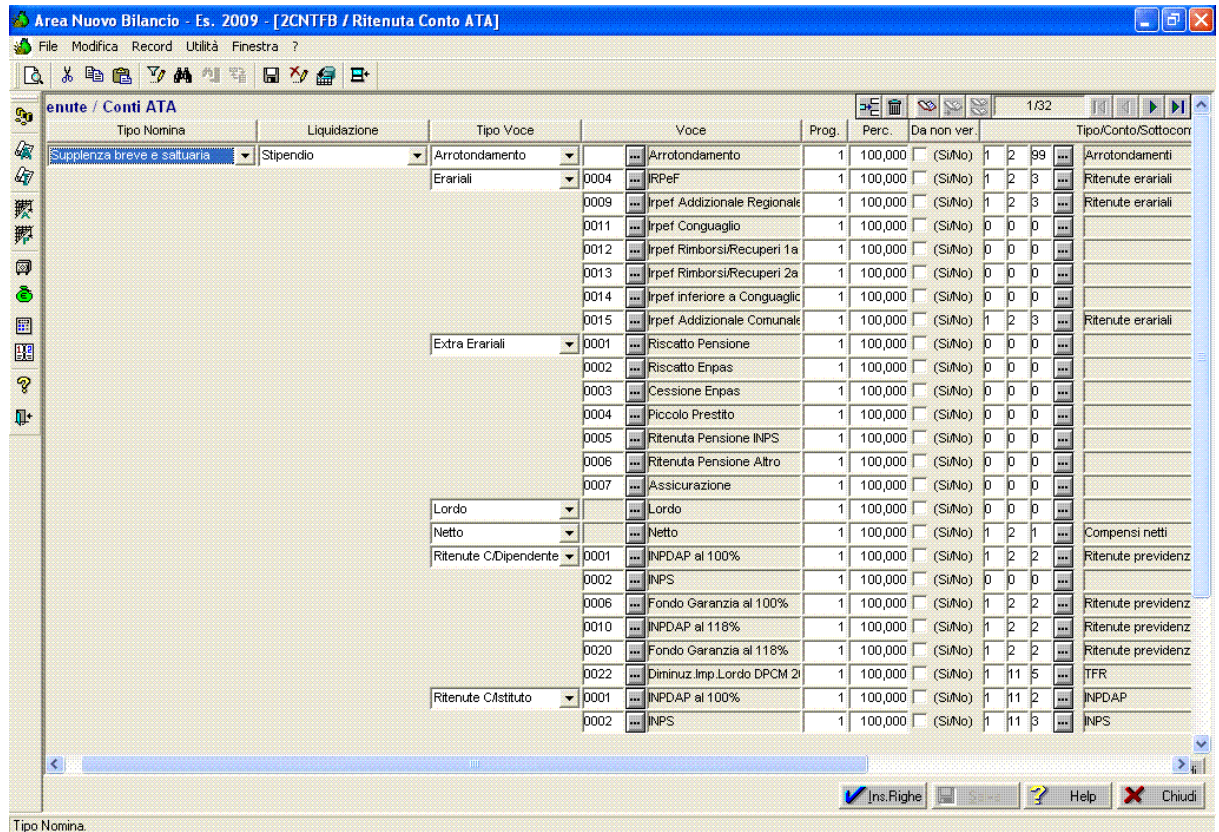 Area Nuovo Bilancio - Es. 2009 - [2CNTFB / Ritenuta Conto ATA]
File Modifica Record Utilità Finestra ?
enute / Conti ATA 1/32
Tipo Nomina Liquidazione Tipo Voce Voce Prog. Perc. Da non ver. Tipo/Conto/Sottocon
Supplenza breve e saltuaria Stipendio Arrotondamento ... Arrotondamento 1 100,000 (Si/No) 1 2 99 ... Arrotondamenti
Erariali 0004 ... IRPeF 1 100,000 (Si/No) 1 2 3 ... Ritenute erariali
0009 ... Irpef Addizionale Regionale 1 100,000 (Si/No) 1 2 3 ... Ritenute erariali
0011 ... Irpef Conguaglio 1 100,000 (Si/No) 0 0 0 ...
0012 ... Irpef Rimborsi/Recuperi 1a 1 100,000 (Si/No) 0 0 0 ...
0013 ... Irpef Rimborsi/Recuperi 2a 1 100,000 (Si/No) 0 0 0 ...
0014 ... Irpef inferiore a Conguaglic 1 100,000 (Si/No) 0 0 0 ...
0015 ... Irpef Addizionale Comunale 1 100,000 (Si/No) 1 2 3 ... Ritenute erariali
Extra Erariali 0001 ... Riscatto Pensione 1 100,000 (Si/No) 0 0 0 ...
0002 ... Riscatto Enpas 1 100,000 (Si/No) 0 0 0 ...
0003 ... Cessione Enpas 1 100,000 (Si/No) 0 0 0 ...
0004 ... Piccolo Prestito 1 100,000 (Si/No) 0 0 0 ...
0005 ... Ritenuta Pensione INPS 1 100,000 (Si/No) 0 0 0 ...
0006 ... Ritenuta Pensione Altro 1 100,000 (Si/No) 0 0 0 ...
0007 ... Assicurazione 1 100,000 (Si/No) 0 0 0 ...
Lordo ... Lordo 1 100,000 (Si/No) 0 0 0 ...
Netto ... Netto 1 100,000 (Si/No) 1 2 1 ... Compensi netti
Ritenute C/Dipendente 0001 ... INPDAP al 100% 1 100,000 (Si/No) 1 2 2 ... Ritenute previdenz
0002 ... INPS 1 100,000 (Si/No) 0 0 0 ...
0006 ... Fondo Garanzia al 100% 1 100,000 (Si/No) 1 2 2 ... Ritenute previdenz
0010 ... INPDAP al 118% 1 100,000 (Si/No) 1 2 2 ... Ritenute previdenz
0020 ... Fondo Garanzia al 118% 1 100,000 (Si/No) 1 2 2 ... Ritenute previdenz
0022 ... Diminuz.Imp.Lordo DPCM 2 1 100,000 (Si/No) 1 11 5 ... TFR
Ritenute C/Istituto 0001 ... INPDAP al 100% 1 100,000 (Si/No) 1 11 2 ... INPDAP
0002 ... INPS 1 100,000 (Si/No) 1 11 3 ... INPS
Ins.Righe Help Chiudi
Tipo Nomina.